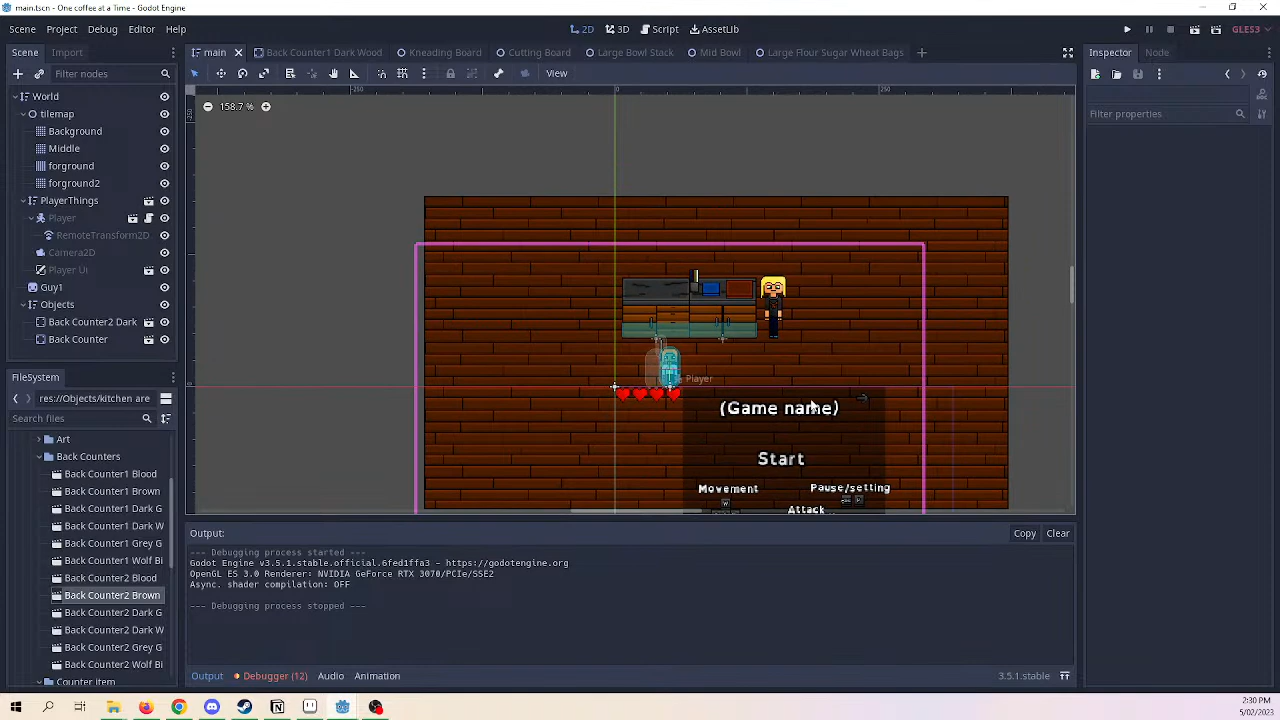 main.tscn - One coffee at a Time - Godot Engine
Scene Project Debug Editor Help
2D 3D Script AssetLib
GLES3
Scene Import
main Back Counter1 Dark Wood Kneading Board Cutting Board Large Bowl Stack Mid Bowl Large Flour Sugar Wheat Bags
Inspector Node
Filter nodes
View
World
tilemap
Background
Middle
forground
forground2
PlayerThings
Player
RemoteTransform2D
Camera2D
Player Ui
Guy1
Objects
Back Counter2 Dark
Back Counter
-250 0 250
158.7 %
Filter properties
Player
(Game name)
Start
Movement
Pause/setting
W
Attack
FileSystem
res://Objects/kitchen are
Search files
Art
Back Counters
Back Counter1 Blood
Back Counter1 Brown
Back Counter1 Dark G
Back Counter1 Dark W
Back Counter1 Grey G
Back Counter1 Wolf Bi
Back Counter2 Blood
Back Counter2 Brown
Back Counter2 Dark G
Back Counter2 Dark W
Back Counter2 Grey G
Back Counter2 Wolf Bi
Counter Item
Output:
Copy Clear
--- Debugging process started ---
Godot Engine v3.5.1.stable.official.6fed1ffa3 - https://godotengine.org
OpenGL ES 3.0 Renderer: NVIDIA GeForce RTX 3070/PCIe/SSE2
Async. shader compilation: OFF
--- Debugging process stopped ---
Output Debugger (12) Audio Animation
3.5.1.stable
2:30 PM
5/02/2023